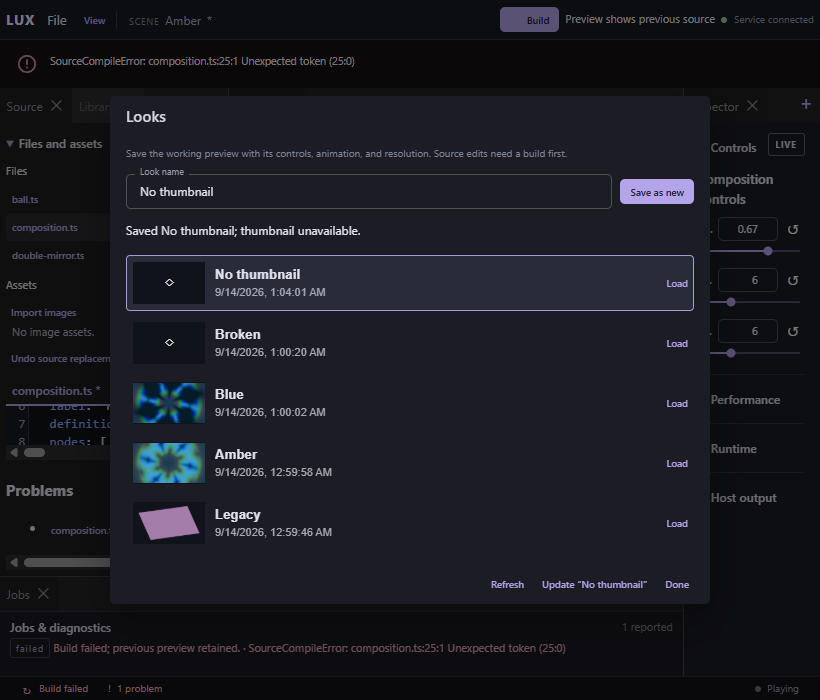 LUX File View SCENE Amber * Build Preview shows previous source Service connected
SourceCompileError: composition.ts:25:1 Unexpected token (25:0)
Source
Files and assets
Files
ball.ts
composition.ts
double-mirror.ts
Assets
Import images
No image assets.
Undo source replacem
composition.ts *
7 definitio
8 nodes: [
Problems
composition.
Looks
Save the working preview with its controls, animation, and resolution. Source edits need a build first.
Look name
No thumbnail
Save as new
Saved No thumbnail; thumbnail unavailable.
No thumbnail
9/14/2026, 1:04:01 AM
Load
Broken
9/14/2026, 1:00:20 AM
Load
Blue
9/14/2026, 1:00:02 AM
Load
Amber
9/14/2026, 12:59:58 AM
Load
Legacy
9/14/2026, 12:59:46 AM
Load
Refresh Update “No thumbnail” Done
pector
Controls LIVE
mposition
ntrols
0.67
6
6
Performance
Runtime
Host output
Jobs
Jobs & diagnostics 1 reported
failed Build failed; previous preview retained. · SourceCompileError: composition.ts:25:1 Unexpected token (25:0)
Build failed ! 1 problem Playing